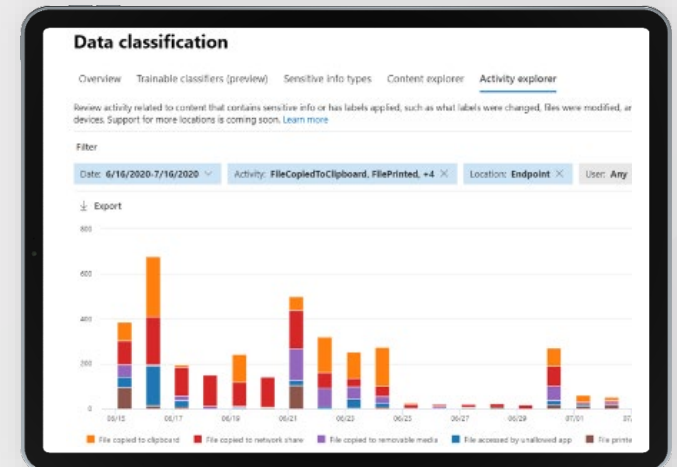 Data classification
Overview Trainable classifiers (preview) Sensitive info types Content explorer Activity explorer
Review activity related to content that contains sensitive info or has labels applied, such as what labels were changed, files were modified, ar
devices. Support for more locations is coming soon. Learn more
Filter
Date: 6/16/2020-7/16/2020 Activity: FileCopiedToClipboard, FilePrinted, +4 Location: Endpoint User: Any
Export
800
600
400
200
0
06/15 06/17 06/19 06/21 06/23 06/25 06/27 06/29 07/01 07/
File copied to clipboard File copied to network share File copied to removable media File accessed by unallowed app File printe